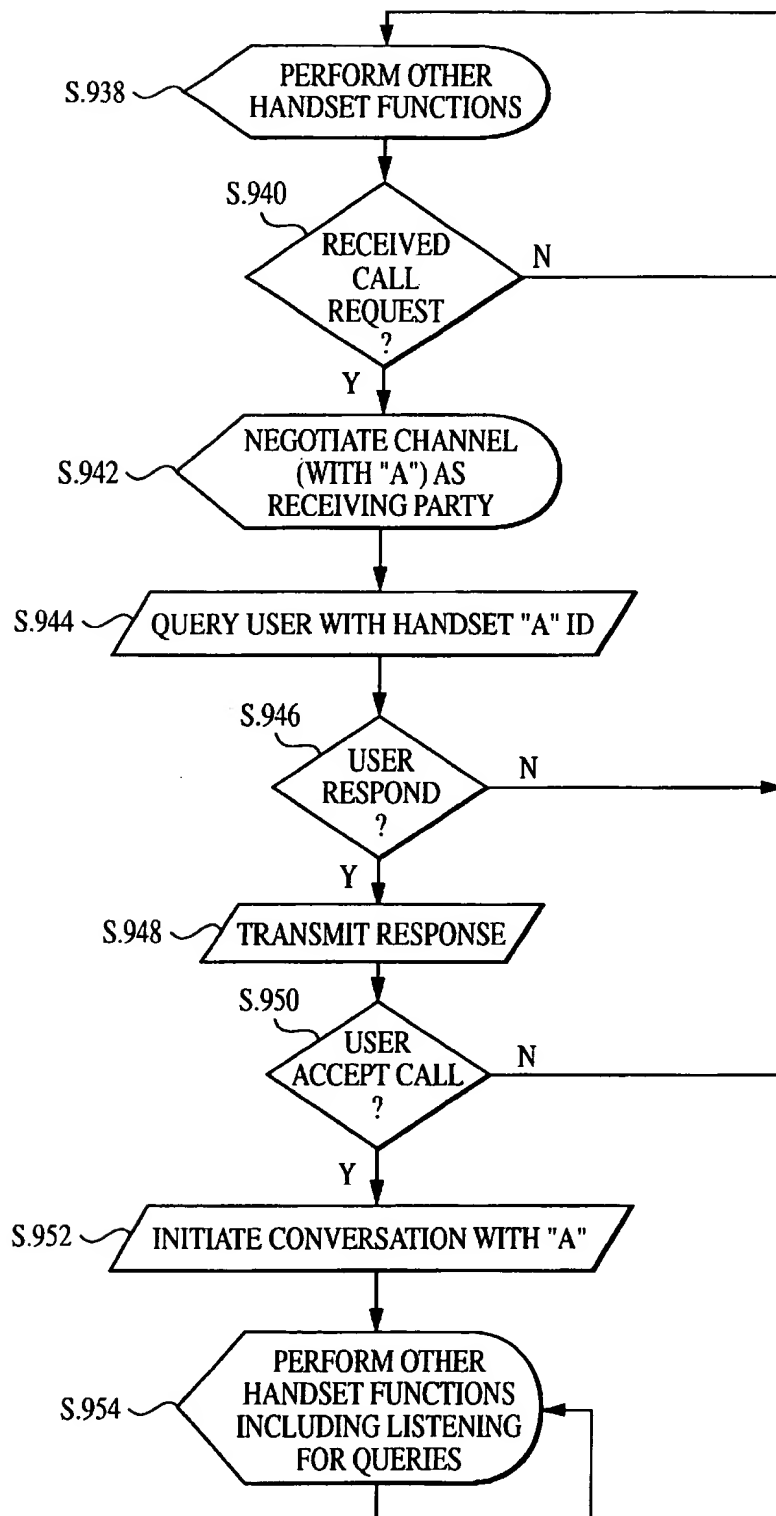 S.938
PERFORM OTHER
HANDSET FUNCTIONS
S.940
RECEIVED
CALL
REQUEST
?
N
Y
S.942
NEGOTIATE CHANNEL
(WITH "A") AS
RECEIVING PARTY
S.944
QUERY USER WITH HANDSET "A" ID
S.946
USER
RESPOND
?
N
Y
S.948
TRANSMIT RESPONSE
S.950
USER
ACCEPT CALL
?
N
Y
S.952
INITIATE CONVERSATION WITH "A"
S.954
PERFORM OTHER
HANDSET FUNCTIONS
INCLUDING LISTENING
FOR QUERIES